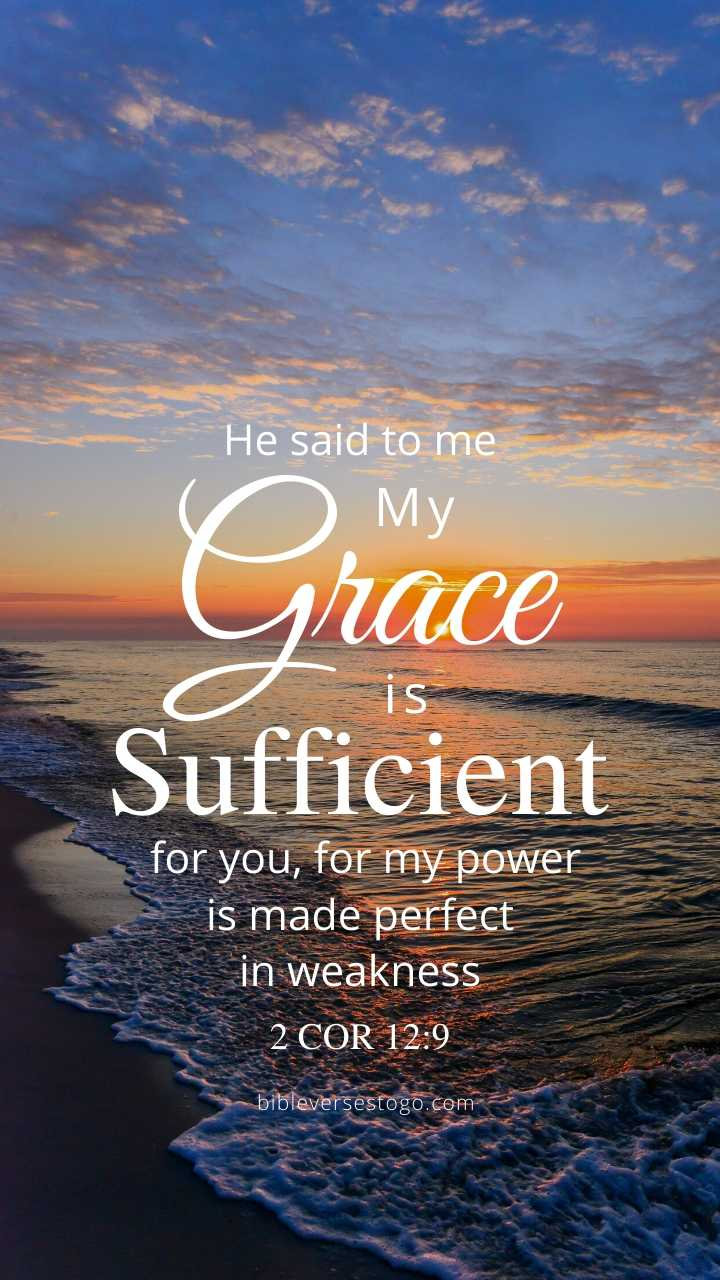 He said to me
My
Grace
is
Sufficient
for you, for my power
is made perfect
in weakness
2 COR 12:9
bibleversestogo.com